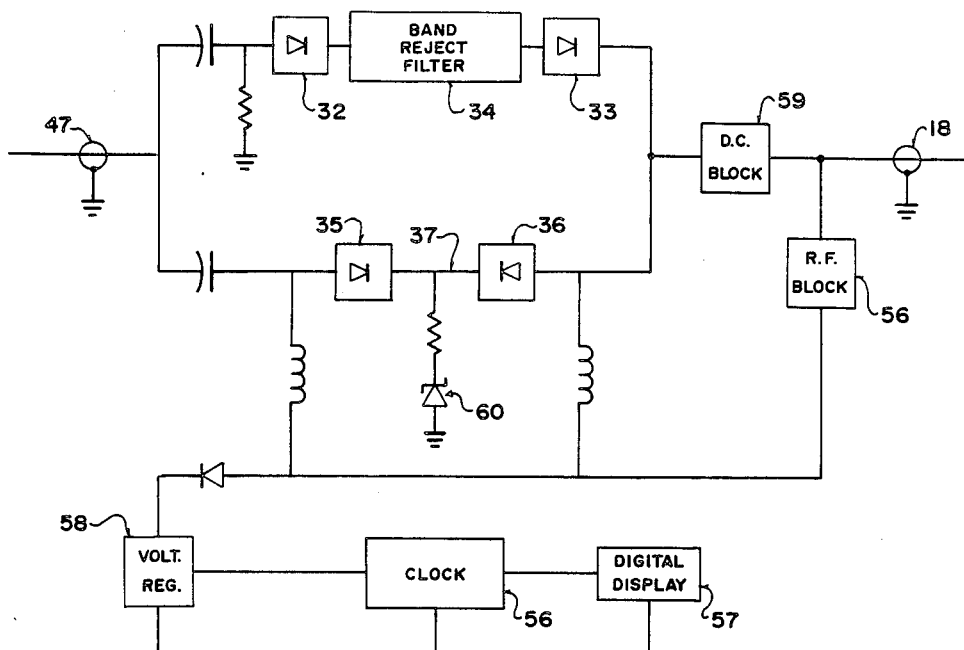 BAND
REJECT
FILTER
32
34
33
47
59
D.C.
BLOCK
18
35
37
36
R.F.
BLOCK
56
60
58
VOLT.
REG.
CLOCK
56
DIGITAL
DISPLAY
57